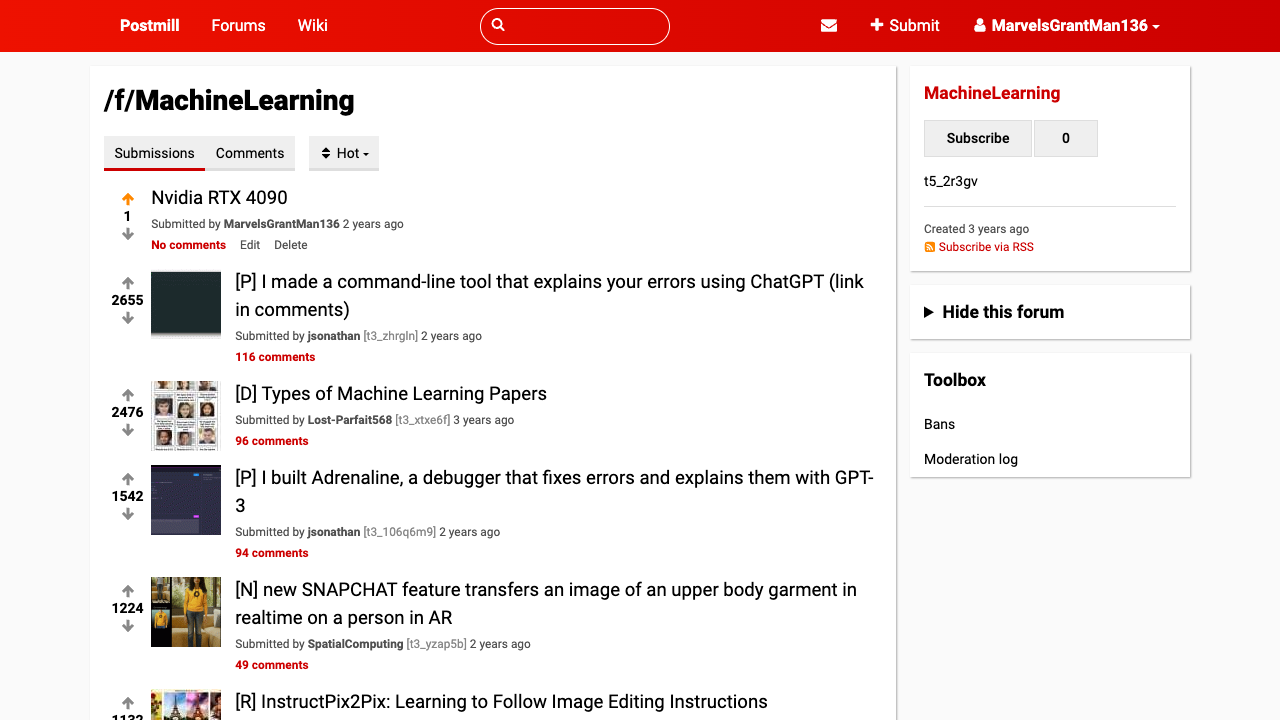 Postmill Forums Wiki Submit MarvelsGrantMan136
/f/MachineLearning
Submissions Comments Hot
Nvidia RTX 4090
1
Submitted by MarvelsGrantMan136 2 years ago
No comments Edit Delete
[P] I made a command-line tool that explains your errors using ChatGPT (link
in comments)
2655
Submitted by jsonathan [t3_zhrgln] 2 years ago
116 comments
[D] Types of Machine Learning Papers
2476
Submitted by Lost-Parfait568 [t3_xtxe6f] 3 years ago
96 comments
[P] I built Adrenaline, a debugger that fixes errors and explains them with GPT-
3
1542
Submitted by jsonathan [t3_106q6m9] 2 years ago
94 comments
[N] new SNAPCHAT feature transfers an image of an upper body garment in
realtime on a person in AR
1224
Submitted by SpatialComputing [t3_yzap5b] 2 years ago
49 comments
[R] InstructPix2Pix: Learning to Follow Image Editing Instructions
1132
MachineLearning
Subscribe 0
t5_2r3gv
Created 3 years ago
Subscribe via RSS
Hide this forum
Toolbox
Bans
Moderation log